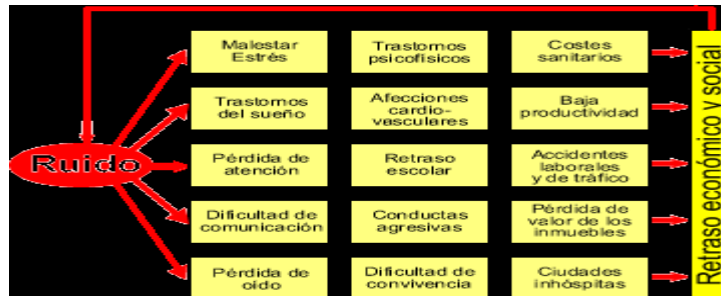 Malestar
Estrés
Trastornos
psicofísicos
Costes
sanitarios
Trastornos
del sueño
Afecciones
cardio-
vasculares
Baja
productividad
Ruido
Pérdida de
atención
Retraso
escolar
Accidentes
laborales
y de tráfico
Dificultad de
comunicación
Conductas
agresivas
Pérdida de
valor de los
inmuebles
Pérdida de
oido
Dificultad de
convivencia
Ciudades
inhóspitas
Retraso económico y social